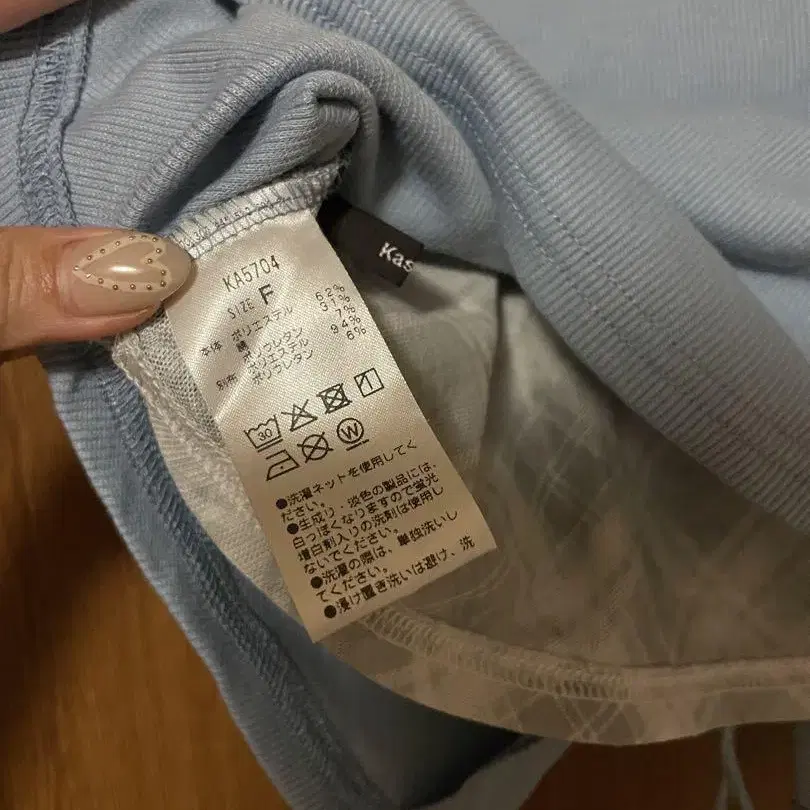 KA5704
SIZE F
本体 ポリエステル 62%
綿 31%
ポリウレタン 7%
別布 ポリエステル 94%
ポリウレタン 6%
30
W
●洗濯ネットを使用してく
ださい。
●生成り・淡色の製品には、
白っぽくなりますので蛍光
増白剤入りの洗剤は使用し
ないでください。
●洗濯の際は、単独洗いし
てください。
●浸け置き洗いは避け、洗
Kas